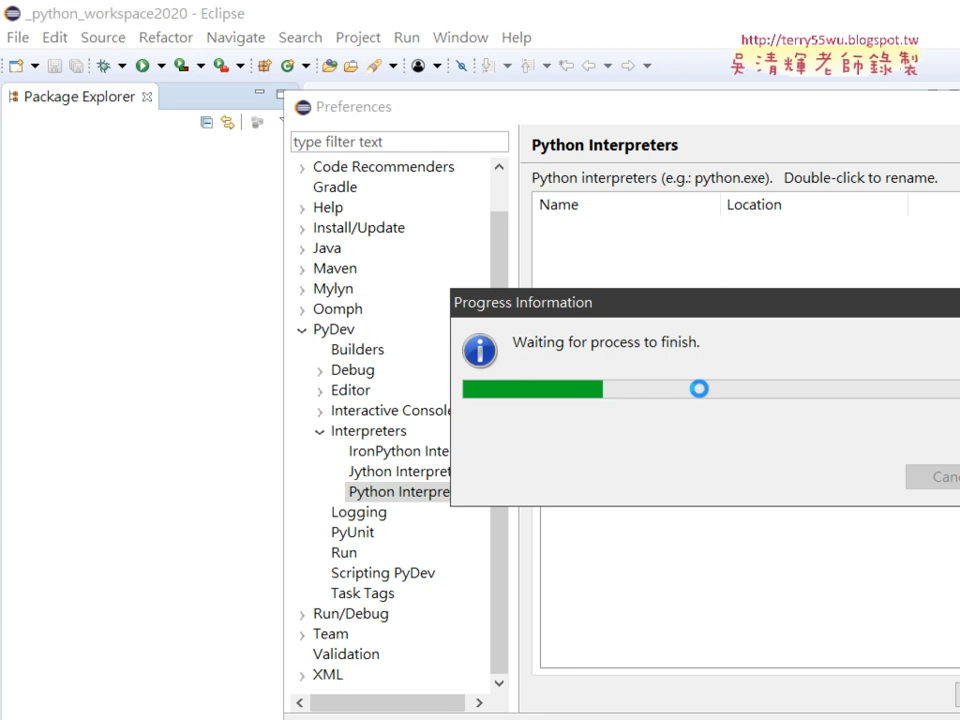 _python_workspace2020 - Eclipse
File Edit Source Refactor Navigate Search Project Run Window Help
http://terry55wu.blogspot.tw
吳清輝老師錄製
Package Explorer
Preferences
type filter text
Code Recommenders
Gradle
Help
Install/Update
Java
Maven
Mylyn
Oomph
PyDev
Builders
Debug
Editor
Interactive Console
Interpreters
IronPython Inte
Jython Interpret
Python Interpre
Logging
PyUnit
Run
Scripting PyDev
Task Tags
Run/Debug
Team
Validation
XML
Python Interpreters
Python interpreters (e.g.: python.exe). Double-click to rename.
Name Location
Progress Information
Waiting for process to finish.
Canc